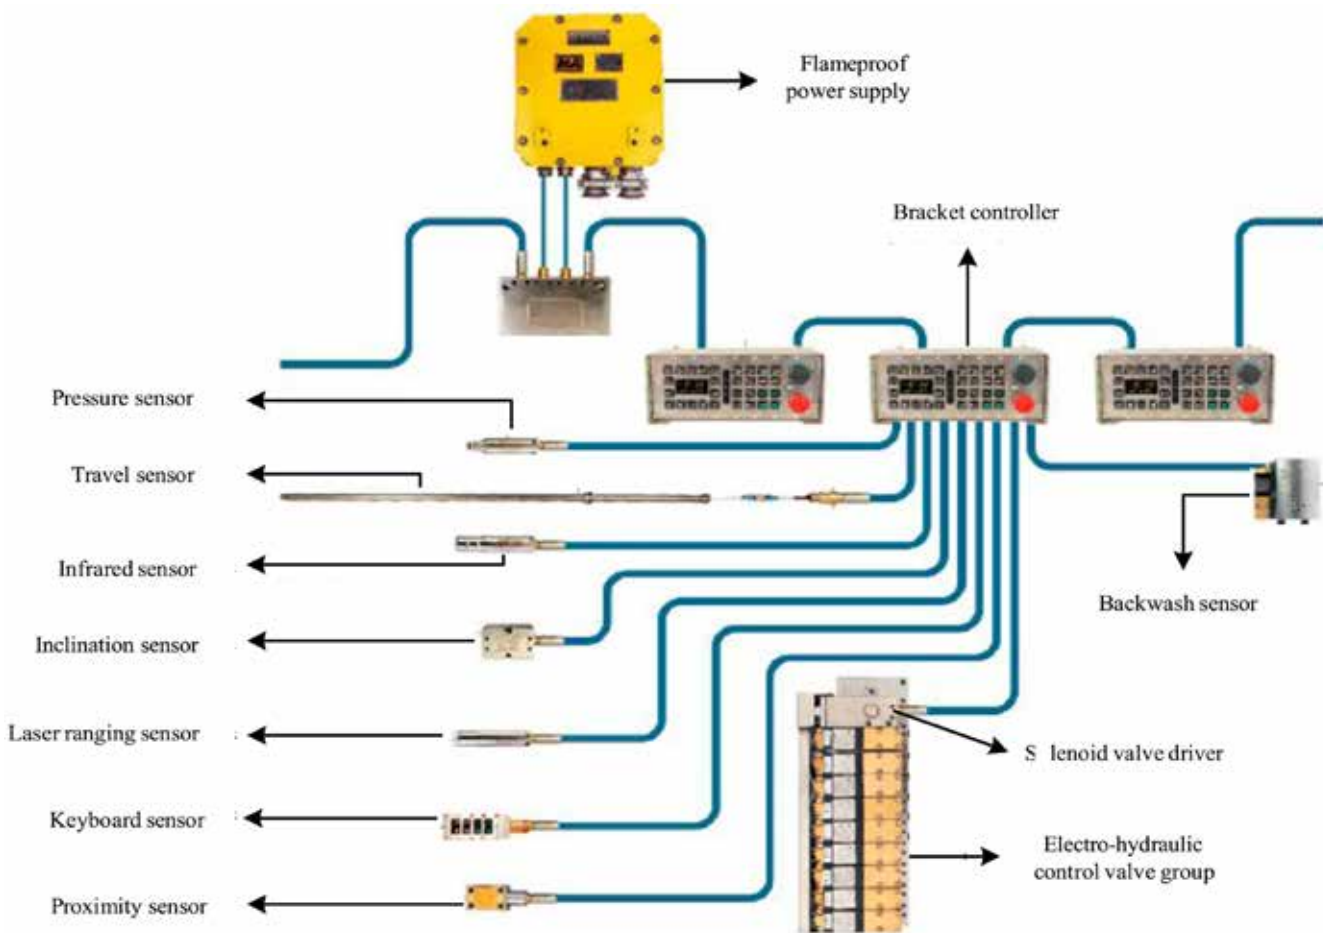 Flameproof
power supply
Bracket controller
Pressure sensor
Travel sensor
Infrared sensor
Backwash sensor
Inclination sensor
Laser ranging sensor
S lenoid valve driver
Keyboard sensor
Electro-hydraulic
control valve group
Proximity sensor